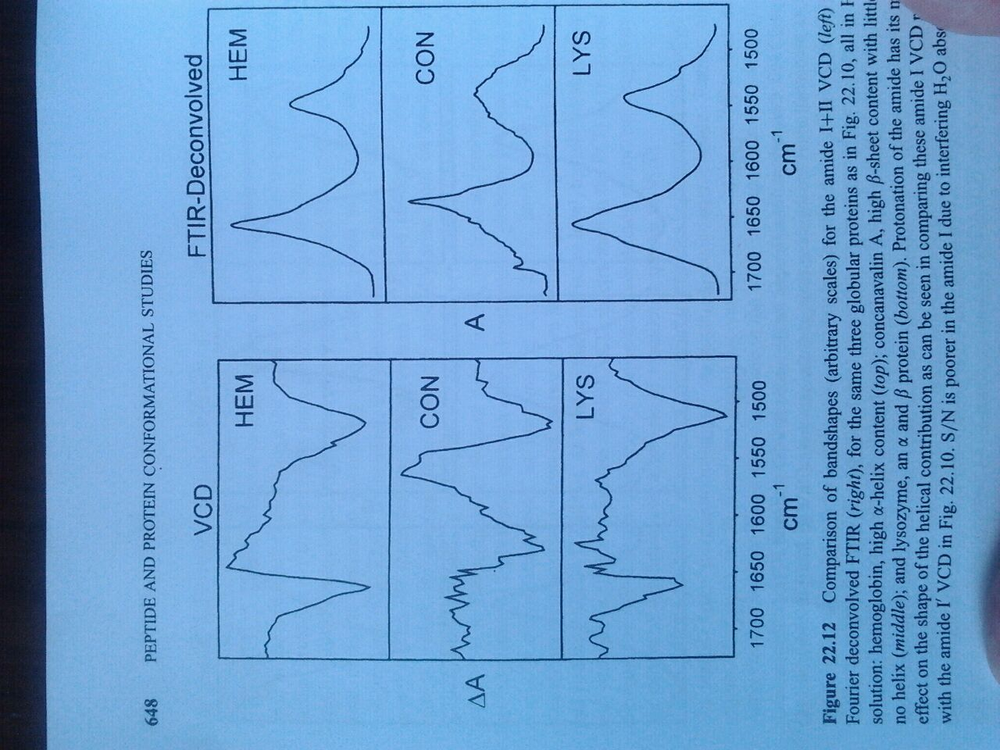 648 PEPTIDE AND PROTEIN CONFORMATIONAL STUDIES
VCD FTIR-Deconvolved
HEM HEM
CON CON
ΔA A
LYS LYS
1700 1650 1600 1550 1500 1700 1650 1600 1550 1500
cm⁻¹ cm⁻¹
Figure 22.12 Comparison of bandshapes (arbitrary scales) for the amide I+II VCD (left)
Fourier deconvolved FTIR (right), for the same three globular proteins as in Fig. 22.10, all in
solution: hemoglobin, high α-helix content (top); concanavalin A, high β-sheet content with
no helix (middle); and lysozyme, an α and β protein (bottom). Protonation of the amide has its
effect on the shape of the helical contribution as can be seen in comparing these amide I VCD
with the amide I′ VCD in Fig. 22.10. S/N is poorer in the amide I due to interfering H₂O